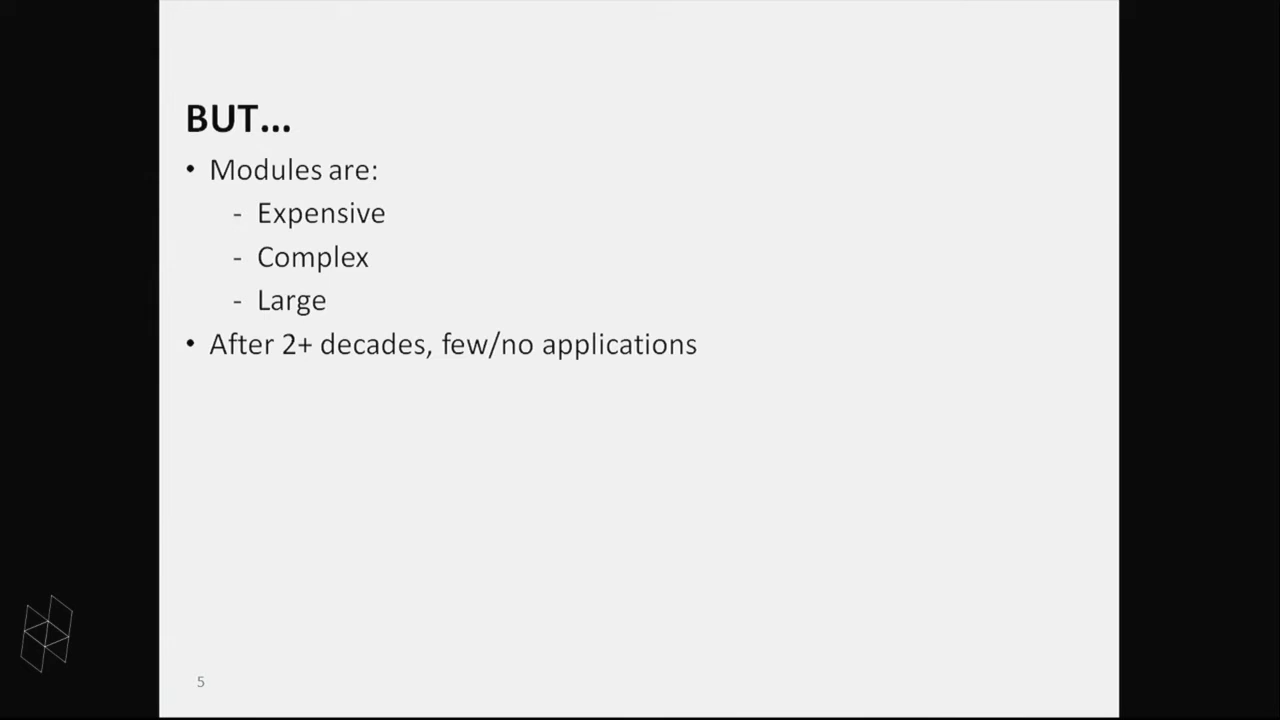 BUT...
• Modules are:
- Expensive
- Complex
- Large
• After 2+ decades, few/no applications
5